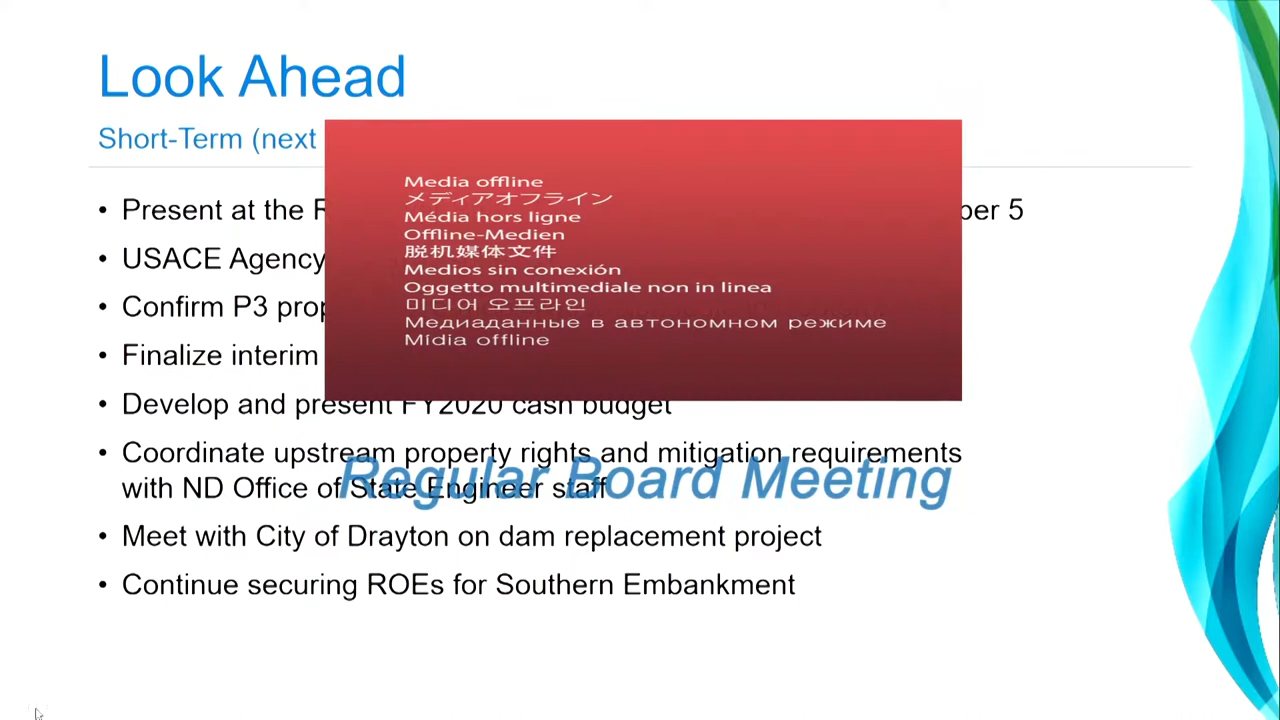 Look Ahead
Short-Term (next
Media offline
メディアオフライン
Média hors ligne
Offline-Medien
脱机媒体文件
Medios sin conexión
Oggetto multimediale non in linea
미디어 오프라인
Медиаданные в автономном режиме
Mídia offline
• Present at the
ber 5
• USACE Agency
• Confirm P3
• Finalize interim
• Develop and present FY2020 cash budget
• Coordinate upstream property rights and mitigation requirements
with ND Office of State Engineer staff
Regular Board Meeting
• Meet with City of Drayton on dam replacement project
• Continue securing ROEs for Southern Embankment